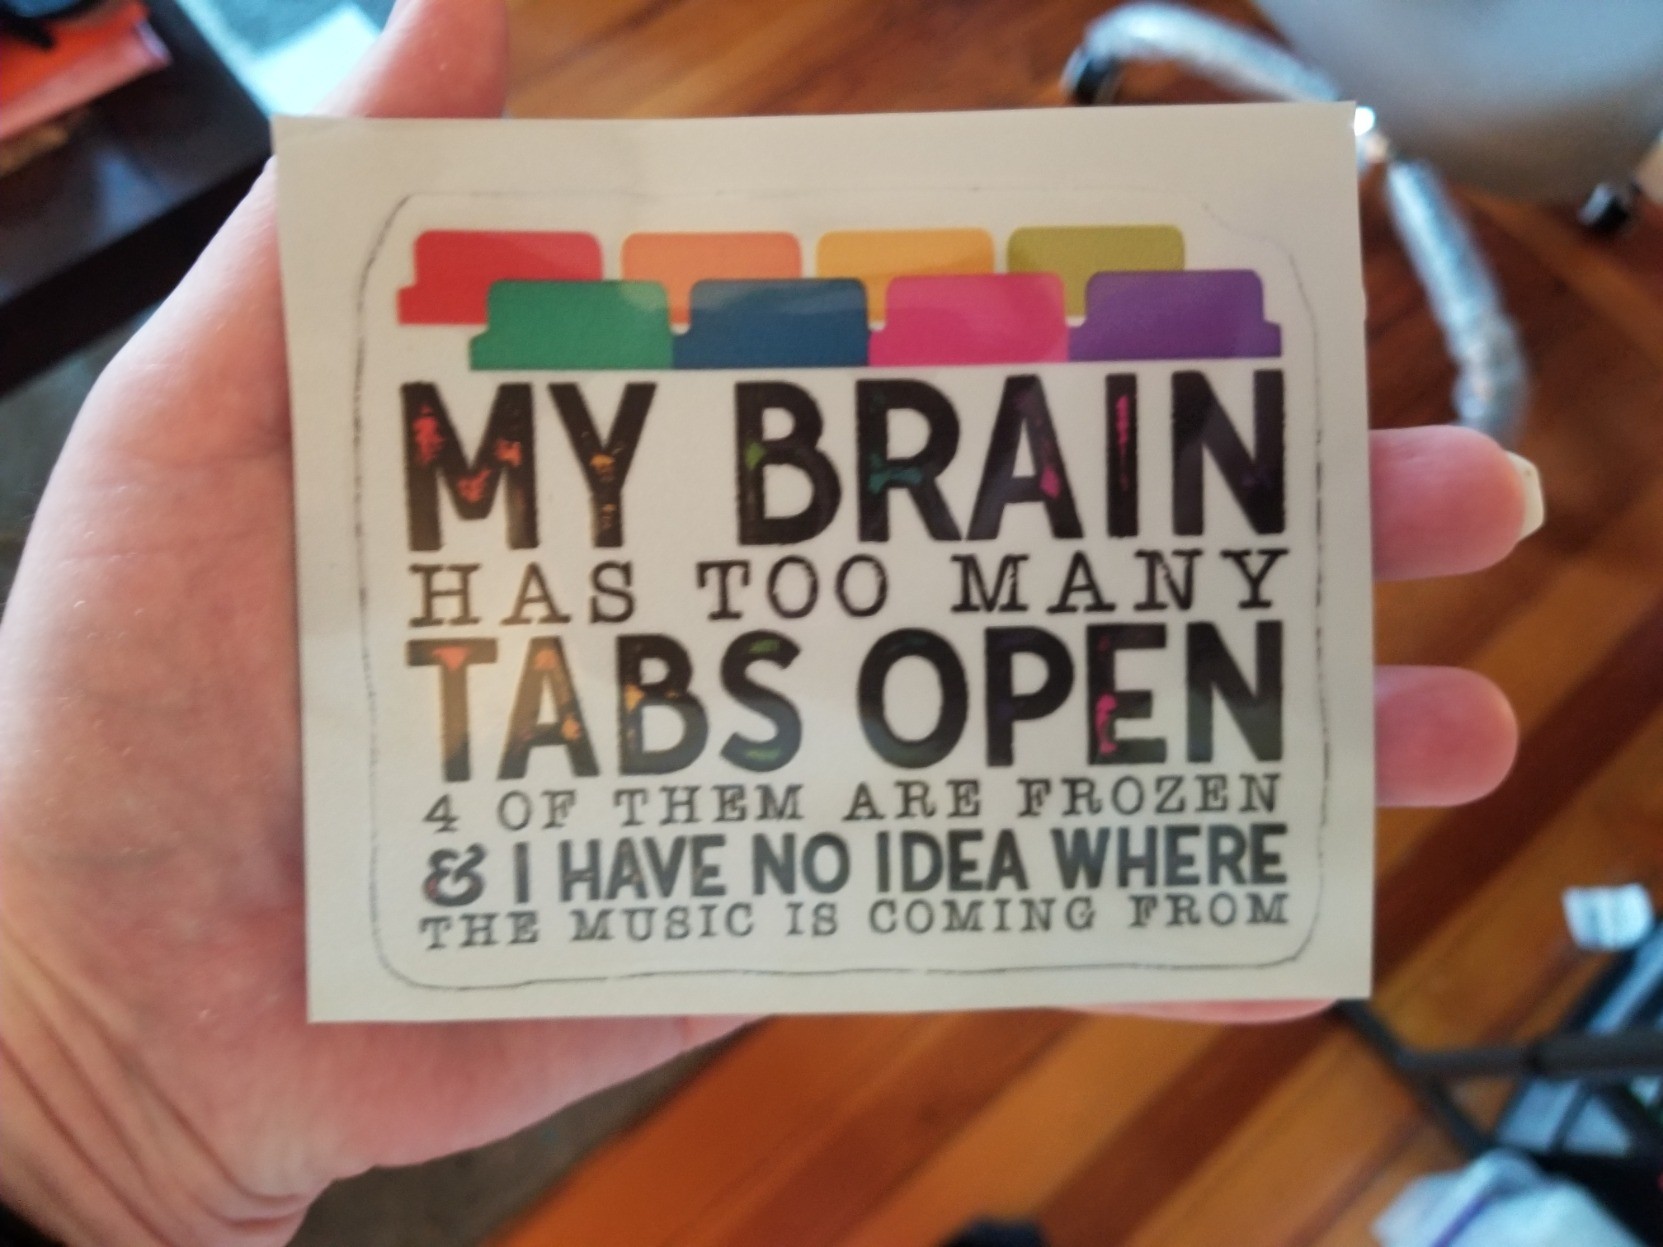 MY BRAIN
HAS TOO MANY
TABS OPEN
4 OF THEM ARE FROZEN
& I HAVE NO IDEA WHERE
THE MUSIC IS COMING FROM